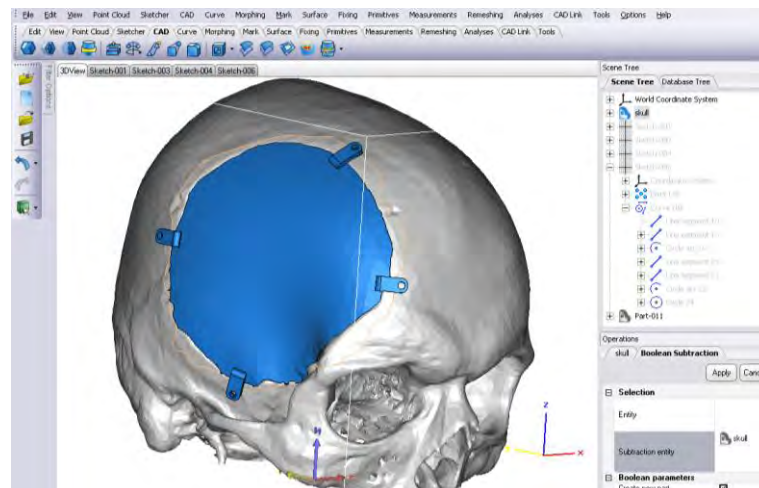 File Edit View Point Cloud Sketcher CAD Curve Morphing Mark Surface Fixing Primitives Measurements Remeshing Analyses CAD Link Tools Options Help
Edit View Point Cloud Sketcher CAD Curve Morphing Mark Surface Fixing Primitives Measurements Remeshing Analyses CAD Link Tools
Filter Options
3DView Sketch-001 Sketch-003 Sketch-004 Sketch-006
Scene Tree
Scene Tree Database Tree
World Coordinate System
skull
Part-011
Operations
skull Boolean Subtraction
Apply Canc
Selection
Entity
skull
Subtraction entity
Boolean parameters
Z
X